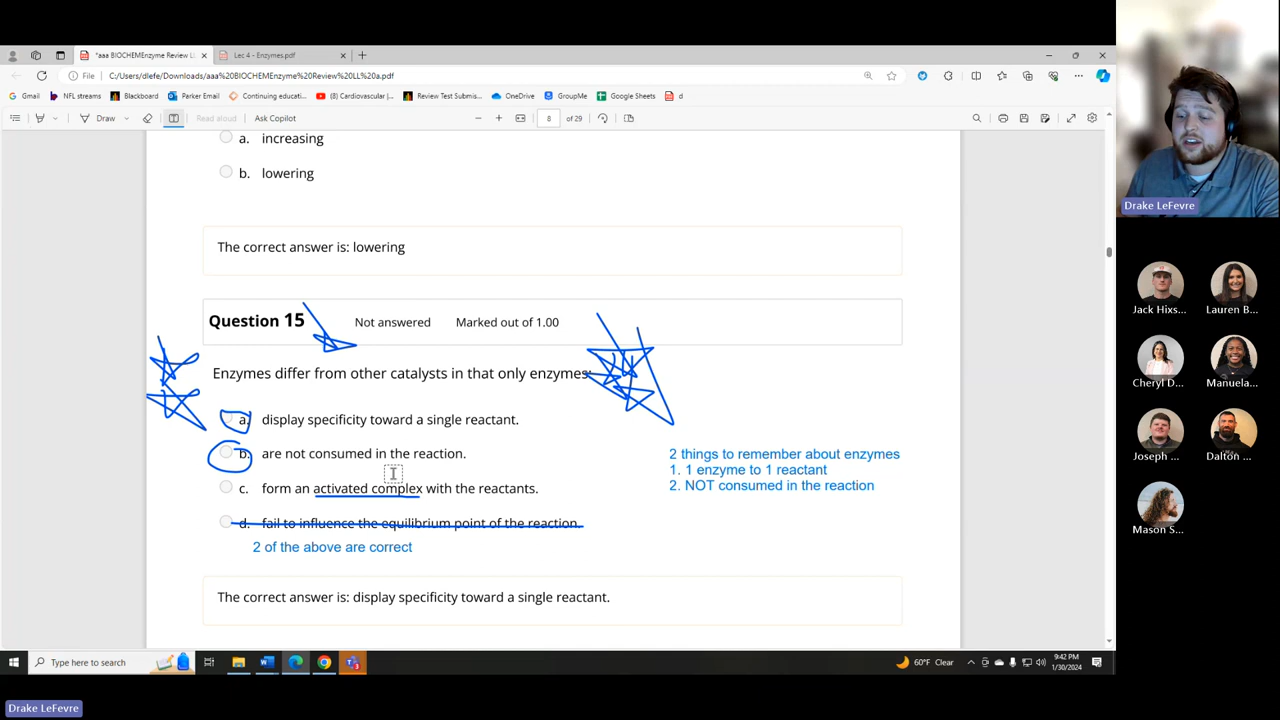 *aaa BIOCHEMEnzyme Review L
Lec 4 - Enzymes.pdf
File
C:/Users/dlefe/Downloads/aaa%20BIOCHEMEnzyme%20Review%20LL%20a.pdf
Gmail
NFL streams
Blackboard
Parker Email
Continuing educati...
(8) Cardiovascular |...
Review Test Submis...
OneDrive
GroupMe
Google Sheets
d
Draw
Read aloud
Ask Copilot
8
of 29
a. increasing
b. lowering
The correct answer is: lowering
Question 15
Not answered
Marked out of 1.00
Enzymes differ from other catalysts in that only enzymes:
a. display specificity toward a single reactant.
b. are not consumed in the reaction.
c. form an activated complex with the reactants.
d. fail to influence the equilibrium point of the reaction.
2 of the above are correct
2 things to remember about enzymes
1. 1 enzyme to 1 reactant
2. NOT consumed in the reaction
The correct answer is: display specificity toward a single reactant.
Type here to search
60°F Clear
9:42 PM
1/30/2024
Drake LeFevre
Jack Hixs...
Lauren B...
Cheryl D...
Manuela...
Joseph ...
Dalton ...
Mason S...
Drake LeFevre